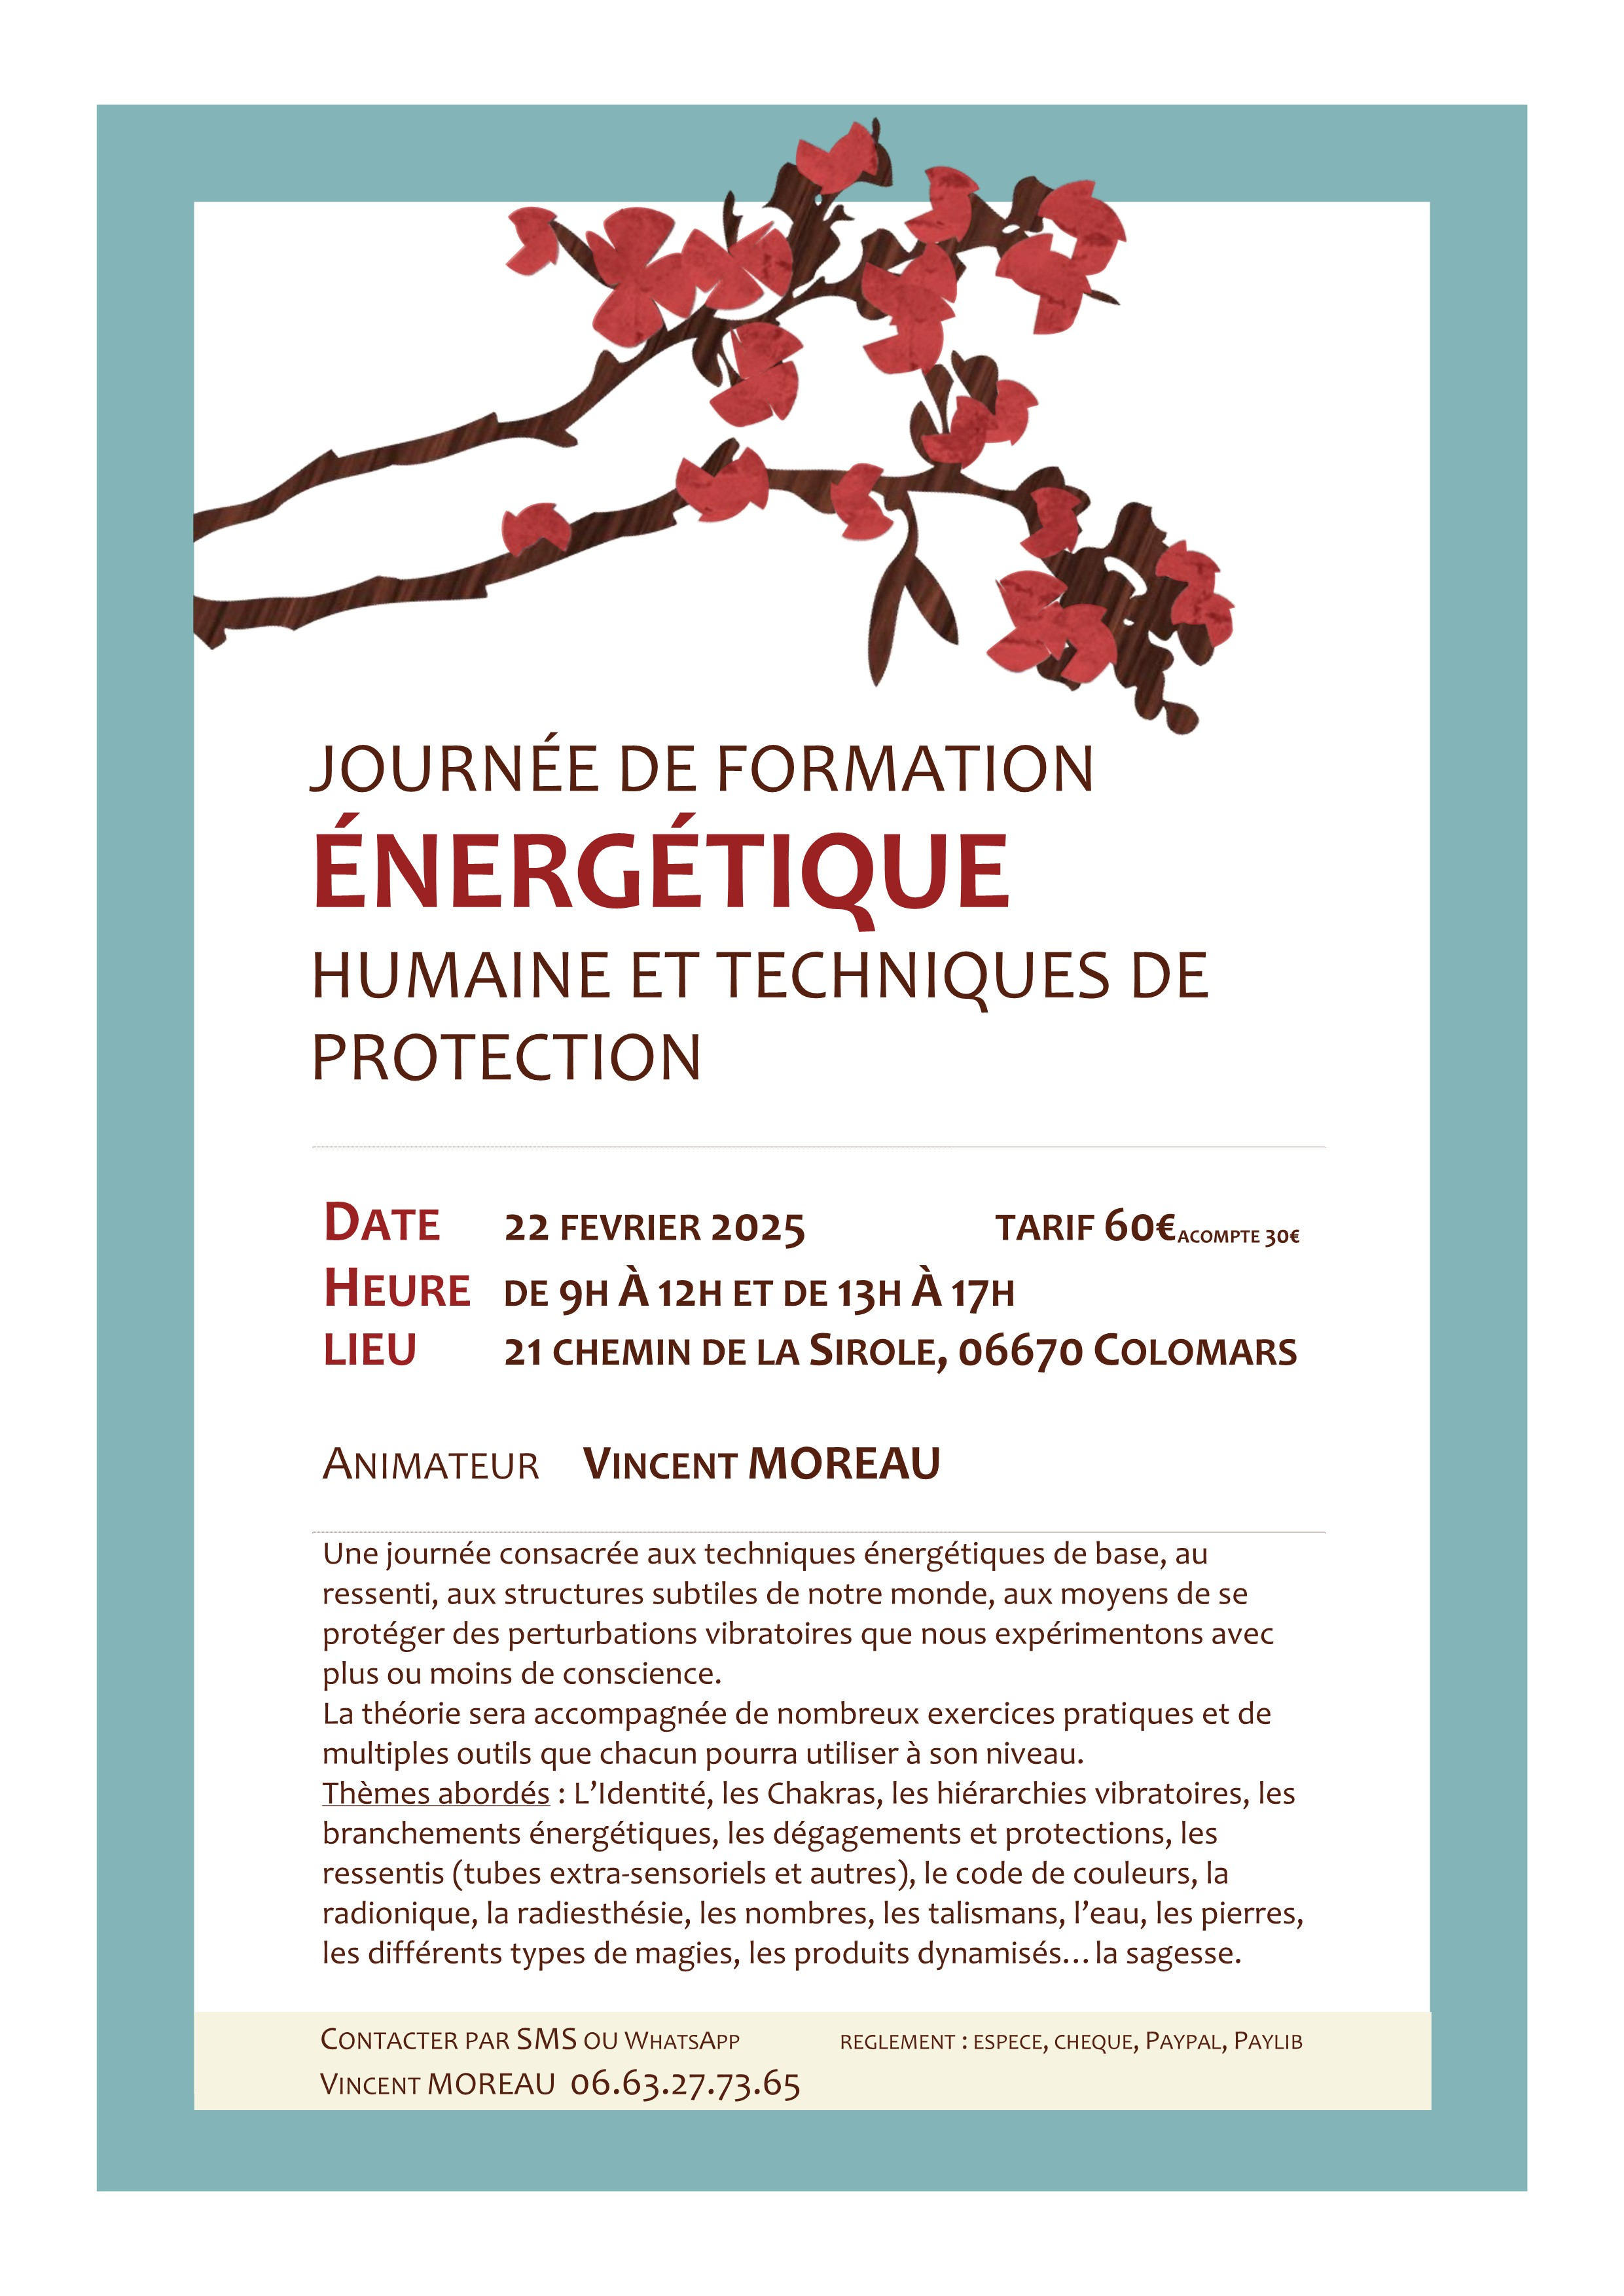 JOURNÉE DE FORMATION
ÉNERGÉTIQUE
HUMAINE ET TECHNIQUES DE
PROTECTION
DATE 22 FEVRIER 2025 TARIF 60€ ACOMPTE 30€
HEURE DE 9H À 12H ET DE 13H À 17H
LIEU 21 CHEMIN DE LA SIROLE, 06670 COLOMARS
ANIMATEUR VINCENT MOREAU
Une journée consacrée aux techniques énergétiques de base, au
ressenti, aux structures subtiles de notre monde, aux moyens de se
protéger des perturbations vibratoires que nous expérimentons avec
plus ou moins de conscience.
La théorie sera accompagnée de nombreux exercices pratiques et de
multiples outils que chacun pourra utiliser à son niveau.
Thèmes abordés : L’Identité, les Chakras, les hiérarchies vibratoires, les
branchements énergétiques, les dégagements et protections, les
ressentis (tubes extra-sensoriels et autres), le code de couleurs, la
radionique, la radiesthésie, les nombres, les talismans, l’eau, les pierres,
les différents types de magies, les produits dynamisés…la sagesse.
CONTACTER PAR SMS OU WHATSAPP REGLEMENT : ESPECE, CHEQUE, PAYPAL, PAYLIB
VINCENT MOREAU 06.63.27.73.65